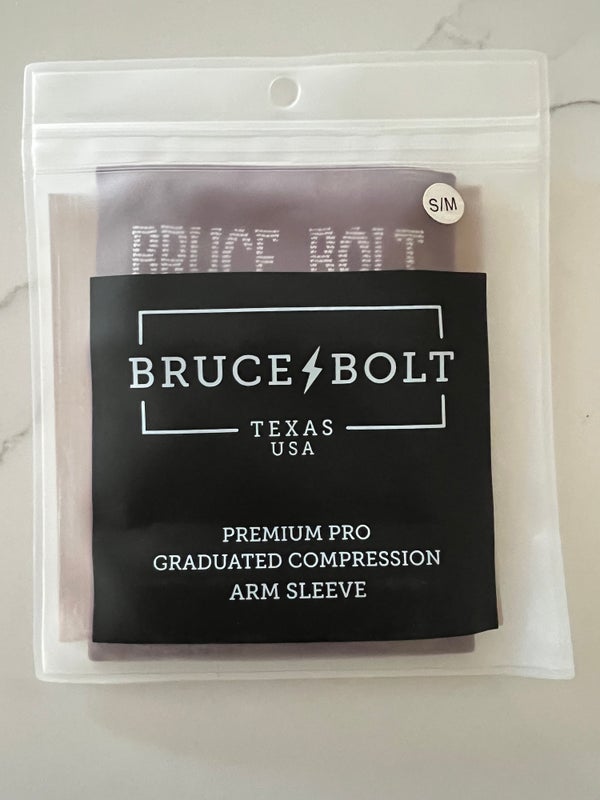 S/M
BRUCE BOLT
BRUCE BOLT
TEXAS
USA
PREMIUM PRO
GRADUATED COMPRESSION
ARM SLEEVE